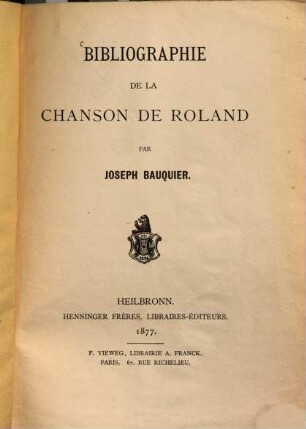 BIBLIOGRAPHIE
DE LA
CHANSON DE ROLAND
PAR
JOSEPH BAUQUIER.
HEILBRONN.
HENNINGER FRÈRES, LIBRAIRES-ÉDITEURS.
1877.
F. VIEWEG, LIBRAIRIE A. FRANCK.
PARIS. 67. RUE RICHELIEU.